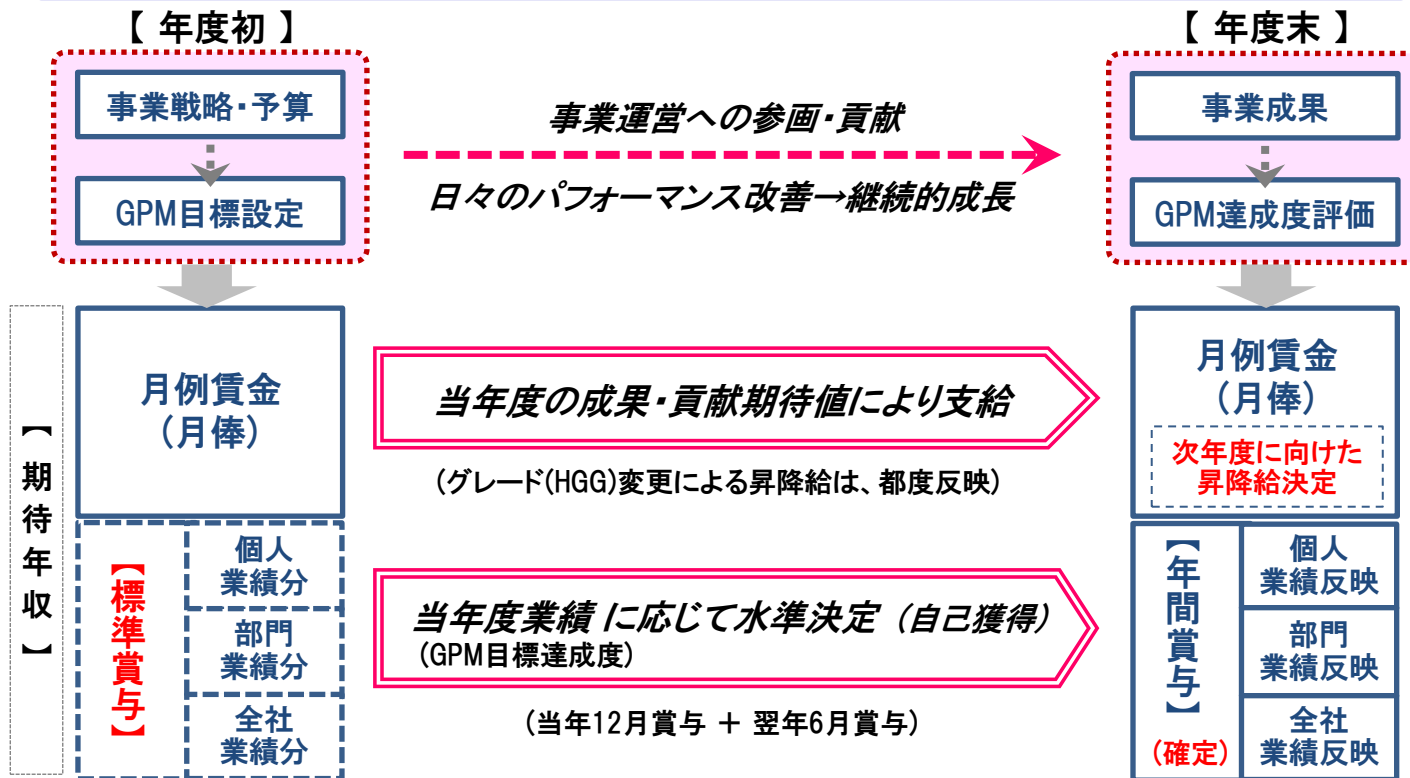 【 年度初 】
【 年度末 】
事業戦略・予算
GPM目標設定
事業運営への参画・貢献
日々のパフォーマンス改善→継続的成長
事業成果
GPM達成度評価
【期待年収】
月例賃金
(月俸)
当年度の成果・貢献期待値により支給
(グレード(HGG)変更による昇降給は、都度反映)
月例賃金
(月俸)
次年度に向けた
昇降給決定
【標準賞与】
個人
業績分
部門
業績分
全社
業績分
当年度業績 に応じて水準決定 (自己獲得)
(GPM目標達成度)
(当年12月賞与 + 翌年6月賞与)
【年間賞与】
(確定)
個人
業績反映
部門
業績反映
全社
業績反映